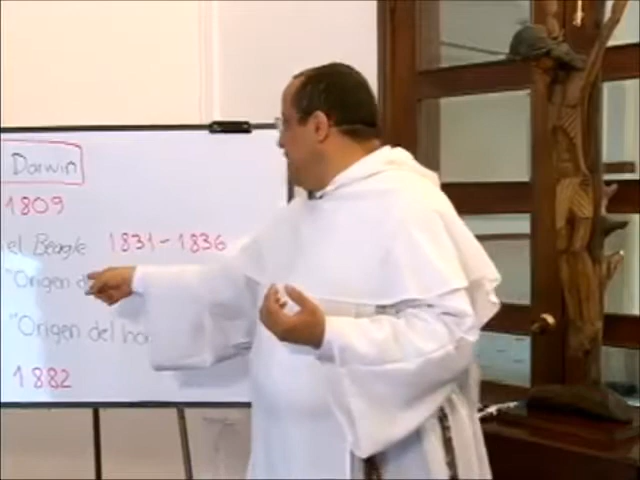 Darwin
1809
el Beagle 1831-1836
"Origen d
"Origen del ho
1882